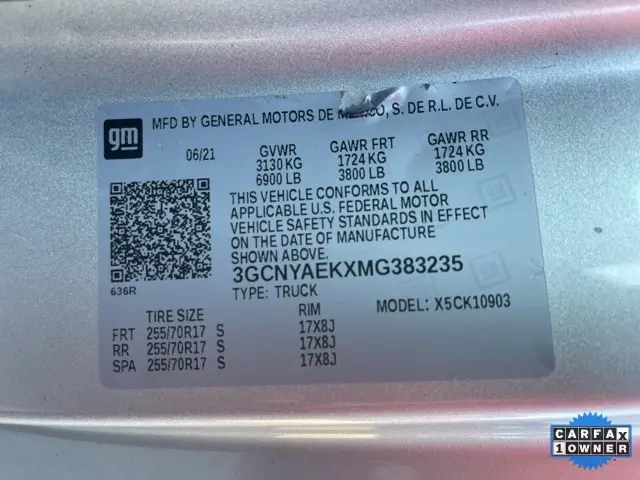 gm
MFD BY GENERAL MOTORS DE MEXICO, S. DE R.L. DE C.V.
06/21
GVWR GAWR FRT GAWR RR
3130 KG 1724 KG 1724 KG
6900 LB 3800 LB 3800 LB
THIS VEHICLE CONFORMS TO ALL
APPLICABLE U.S. FEDERAL MOTOR
VEHICLE SAFETY STANDARDS IN EFFECT
ON THE DATE OF MANUFACTURE
SHOWN ABOVE.
636R
3GCNYAEKXMG383235
TYPE: TRUCK MODEL: X5CK10903
TIRE SIZE RIM
FRT 255/70R17 S 17X8J
RR 255/70R17 S 17X8J
SPA 255/70R17 S 17X8J
CARFAX
1 OWNER